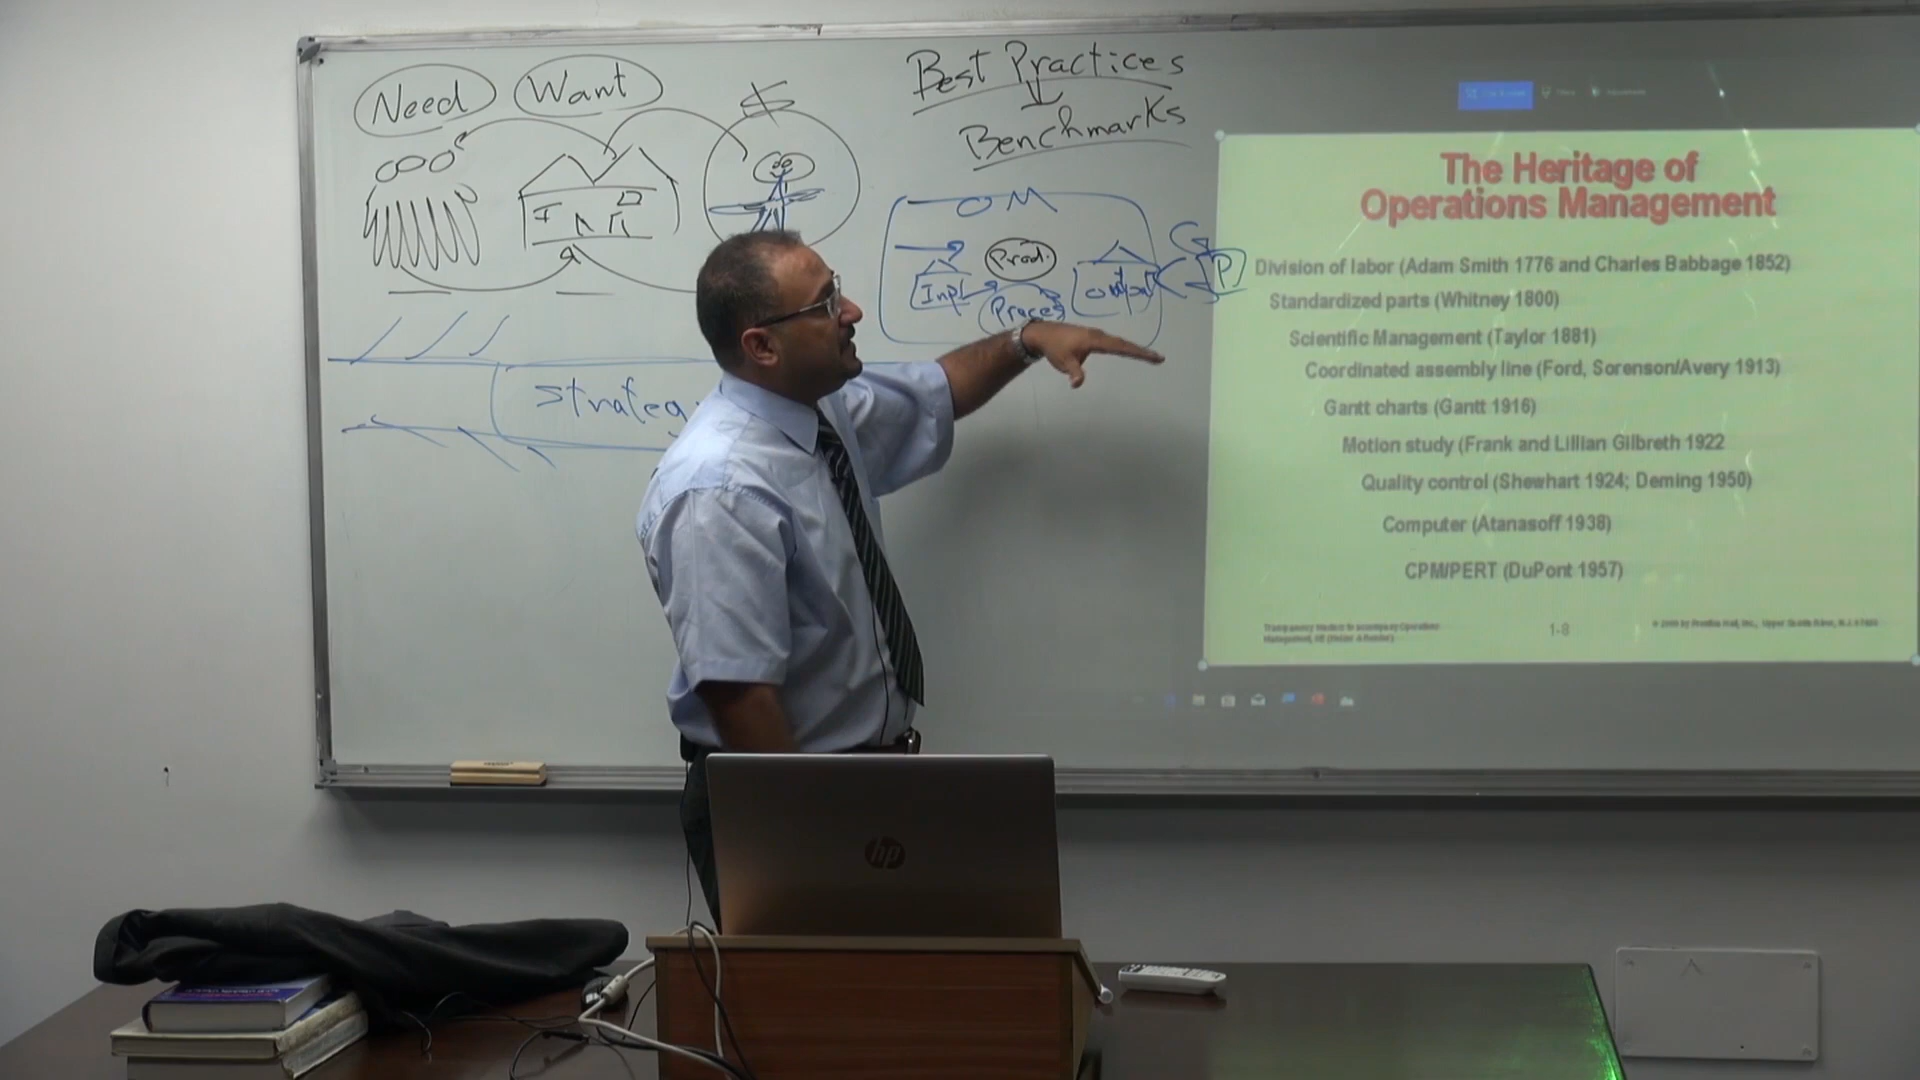 Need Want
Best Practices
Benchmarks
OM
Prod.
Inpt
Proces
output
P
Strateg
The Heritage of
Operations Management
Division of labor (Adam Smith 1776 and Charles Babbage 1852)
Standardized parts (Whitney 1800)
Scientific Management (Taylor 1881)
Coordinated assembly line (Ford, Sorenson/Avery 1913)
Gantt charts (Gantt 1916)
Motion study (Frank and Lillian Gilbreth 1922
Quality control (Shewhart 1924; Deming 1950)
Computer (Atanasoff 1938)
CPM/PERT (DuPont 1957)
1-8
hp